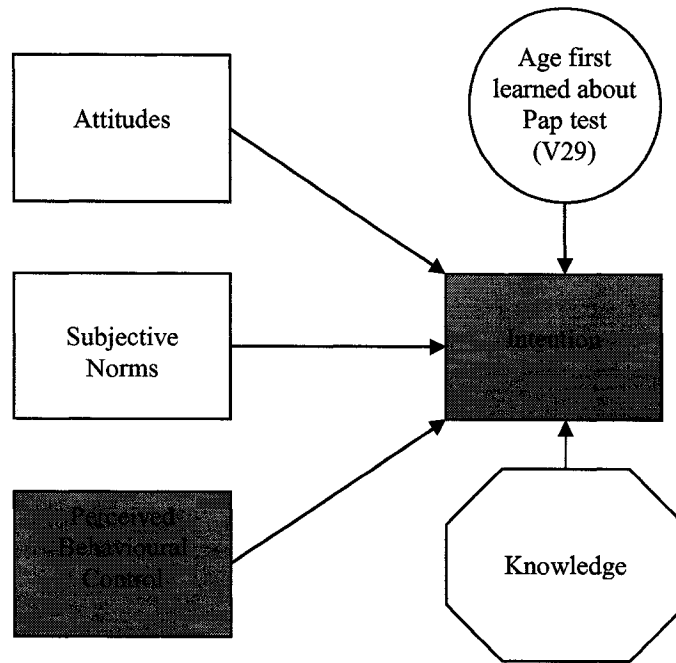 Attitudes
Age first
learned about
Pap test
(V29)
Subjective
Norms
Intention
Perceived
Behavioural
Control
Knowledge